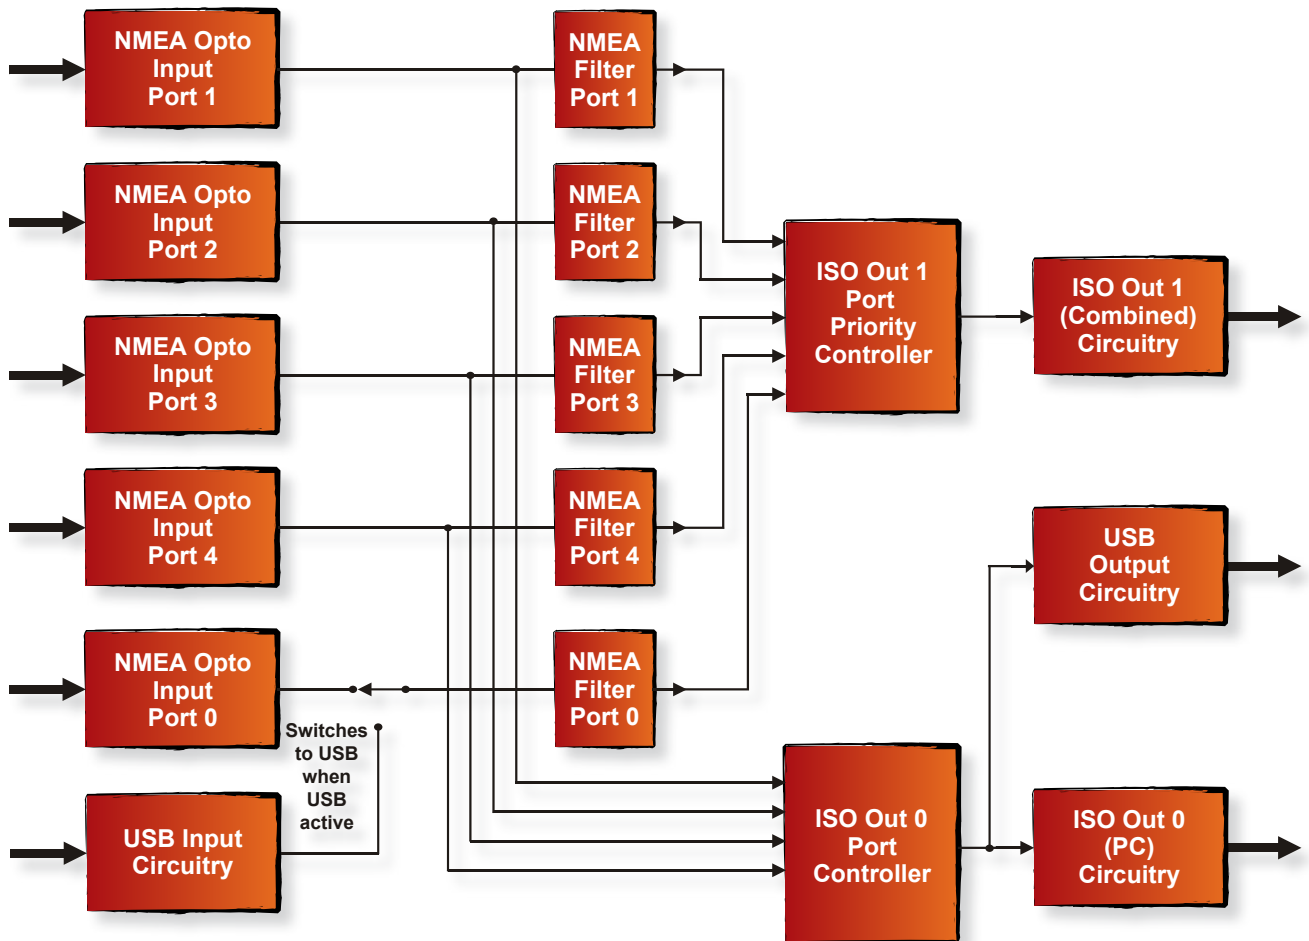 NMEA Opto
Input
Port 1
NMEA
Filter
Port 1
NMEA Opto
Input
Port 2
NMEA
Filter
Port 2
ISO Out 1
Port
Priority
Controller
ISO Out 1
(Combined)
Circuitry
NMEA Opto
Input
Port 3
NMEA
Filter
Port 3
NMEA Opto
Input
Port 4
NMEA
Filter
Port 4
USB
Output
Circuitry
NMEA Opto
Input
Port 0
NMEA
Filter
Port 0
Switches
to USB
when
USB
active
USB Input
Circuitry
ISO Out 0
Port
Controller
ISO Out 0
(PC)
Circuitry